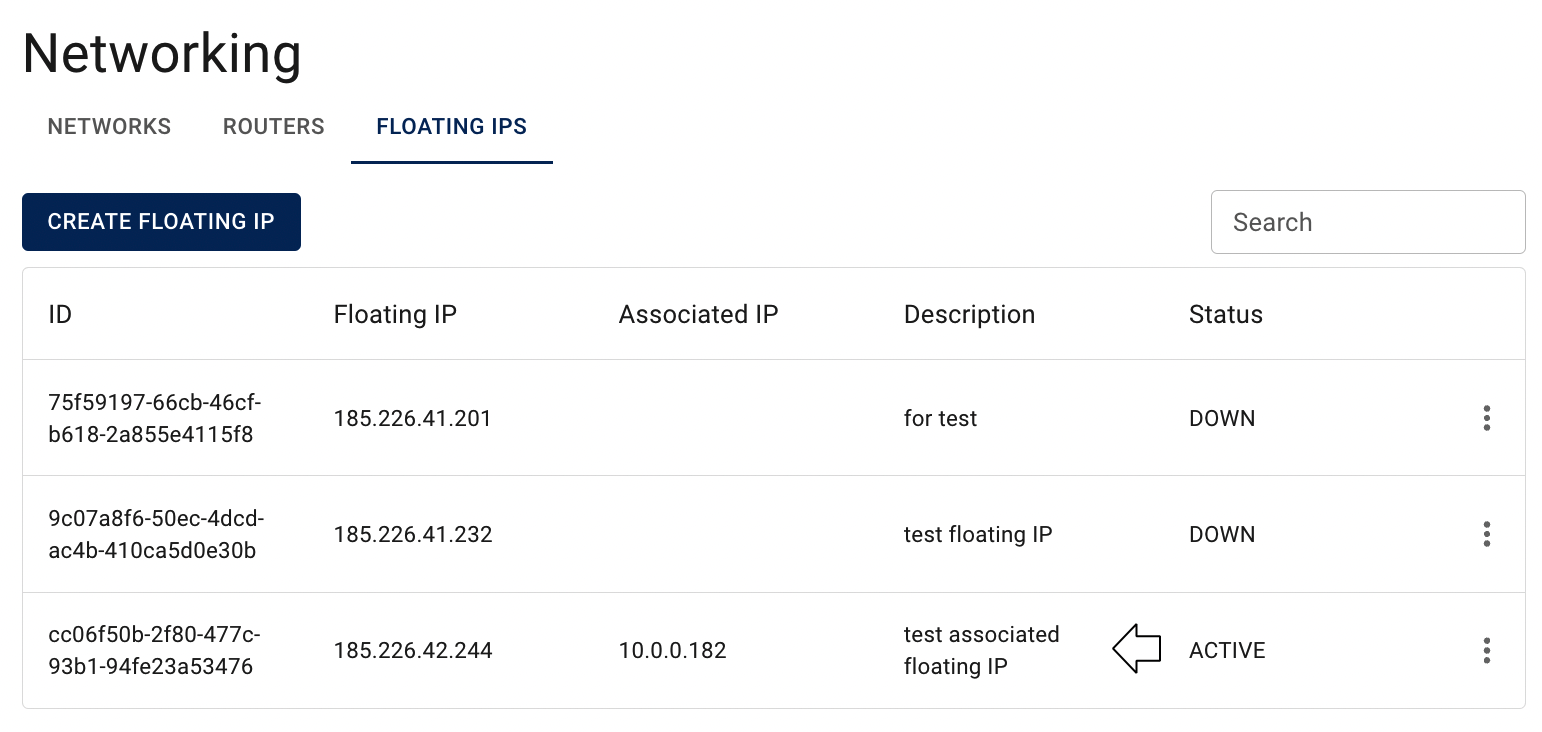 Networking
NETWORKS ROUTERS FLOATING IPS
CREATE FLOATING IP Search
ID Floating IP Associated IP Description Status
75f59197-66cb-46cf-
b618-2a855e4115f8 185.226.41.201 for test DOWN
9c07a8f6-50ec-4dcd-
ac4b-410ca5d0e30b 185.226.41.232 test floating IP DOWN
cc06f50b-2f80-477c-
93b1-94fe23a53476 185.226.42.244 10.0.0.182 test associated
floating IP ACTIVE